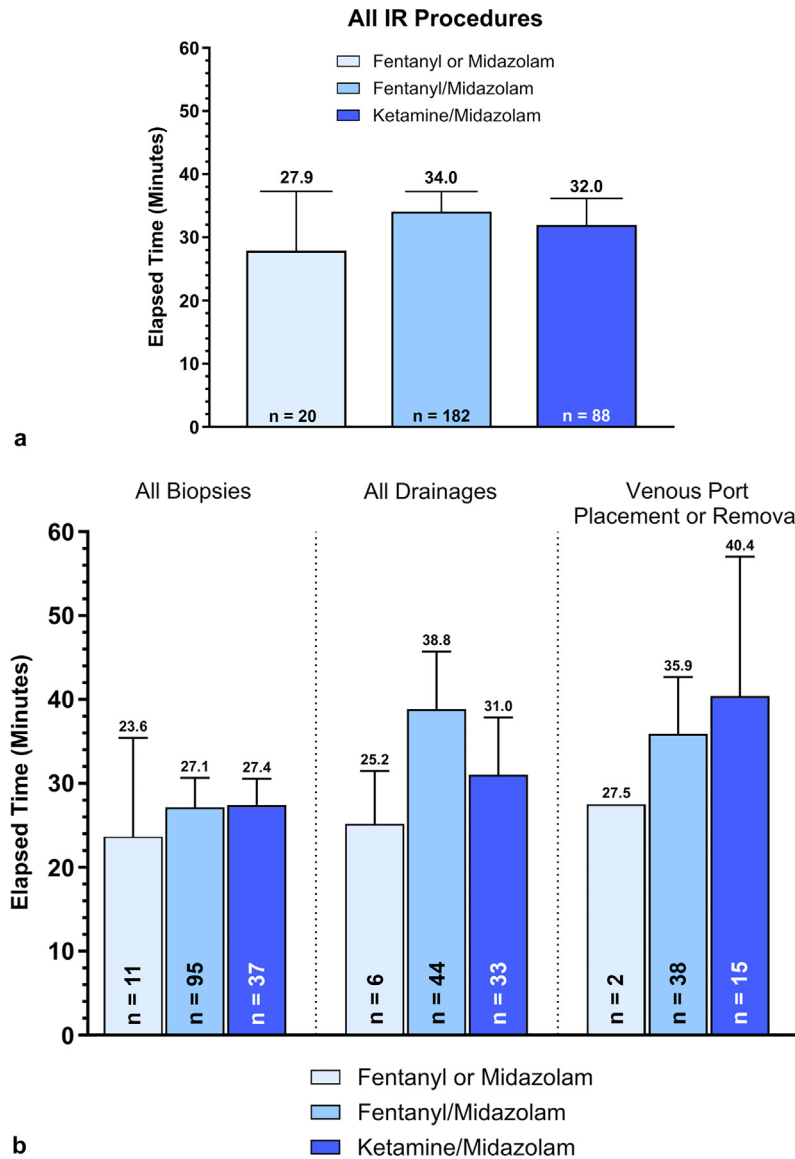 All IR Procedures
Fentanyl or Midazolam
Fentanyl/Midazolam
Ketamine/Midazolam
Elapsed Time (Minutes)
60
50
40
30
20
10
0
27.9
34.0
32.0
n = 20
n = 182
n = 88
a
All Biopsies
All Drainages
Venous Port
Placement or Remova
Elapsed Time (Minutes)
60
50
40
30
20
10
0
23.6
27.1
27.4
25.2
38.8
31.0
27.5
35.9
40.4
n = 11
n = 95
n = 37
n = 6
n = 44
n = 33
n = 2
n = 38
n = 15
Fentanyl or Midazolam
Fentanyl/Midazolam
Ketamine/Midazolam
b